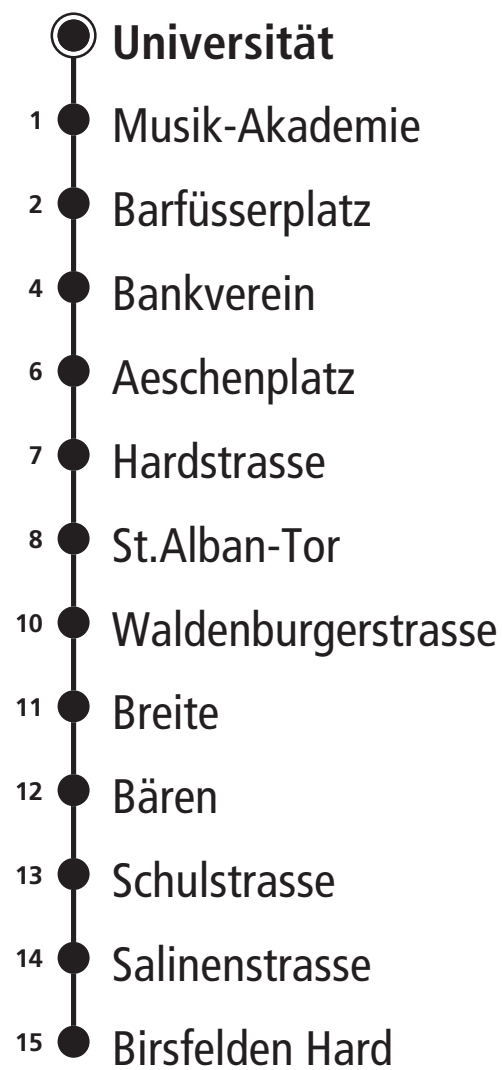 Universität
1 Musik-Akademie
2 Barfüsserplatz
4 Bankverein
6 Aeschenplatz
7 Hardstrasse
8 St.Alban-Tor
10 Waldenburgerstrasse
11 Breite
12 Bären
13 Schulstrasse
14 Salinenstrasse
15 Birsfelden Hard